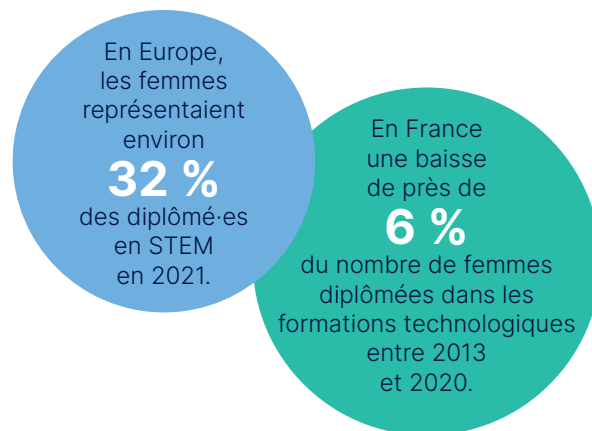 En Europe,
les femmes
représentaient
environ
32 %
des diplômé·es
en STEM
en 2021.
En France
une baisse
de près de
6 %
du nombre de femmes
diplômées dans les
formations technologiques
entre 2013
et 2020.